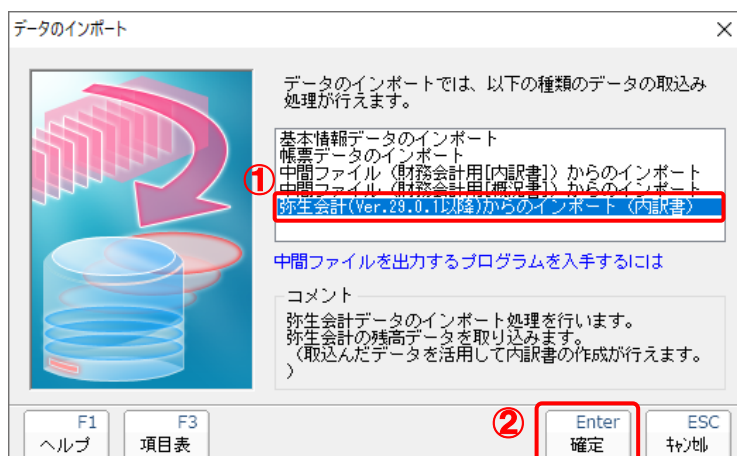 データのインポート
データのインポートでは、以下の種類のデータの取込み
処理が行えます。
基本情報データのインポート
帳票データのインポート
中間ファイル（財務会計用[内訳書]）からのインポート
中間ファイル（財務会計用[概況書]）からのインポート
①
弥生会計(Ver.29.0.1以降)からのインポート（内訳書）
中間ファイルを出力するプログラムを入手するには
コメント
弥生会計データのインポート処理を行います。
弥生会計の残高データを取り込みます。
（取込んだデータを活用して内訳書の作成が行えます。
）
②
F1 F3 Enter ESC
ヘルプ 項目表 確定 ｷｬﾝｾﾙ